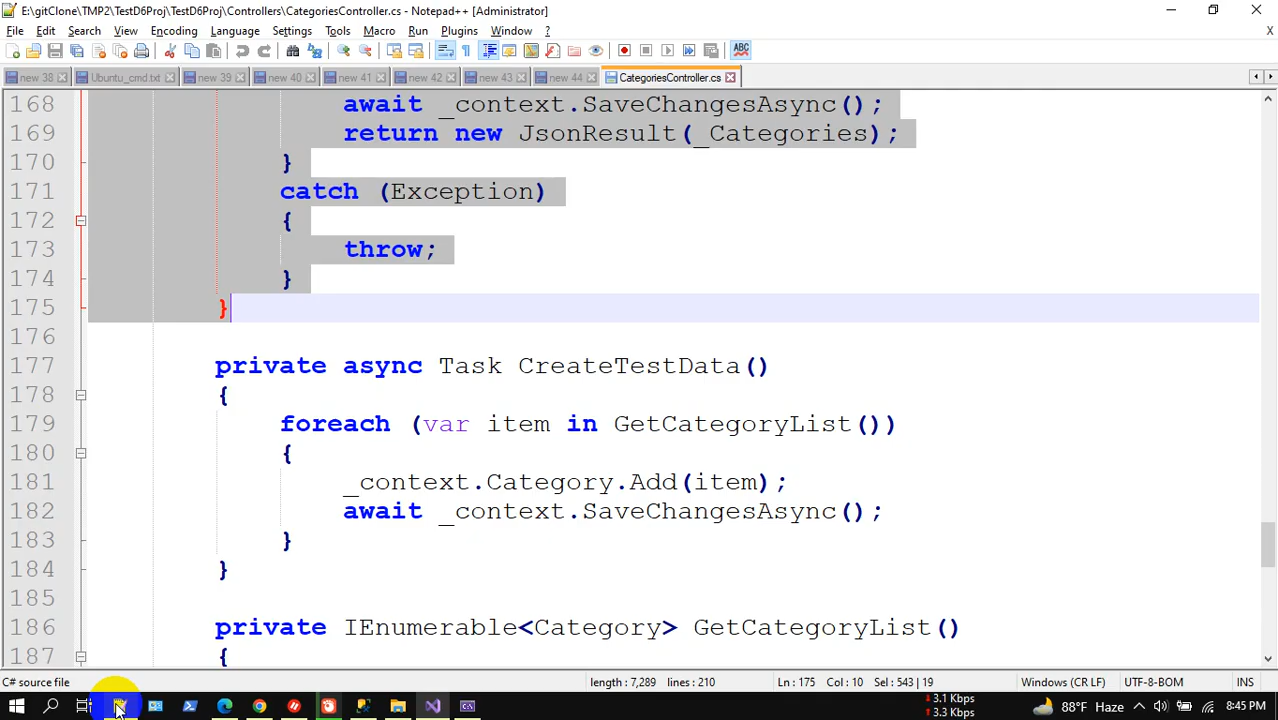 E:\gitClone\TMP2\TestD6Proj\TestD6Proj\Controllers\CategoriesController.cs - Notepad++ [Administrator]
File Edit Search View Encoding Language Settings Tools Macro Run Plugins Window ? X
ABC
new 38 Ubuntu_cmd.txt new 39 new 40 new 41 new 42 new 43 new 44 CategoriesController.cs
168 await _context.SaveChangesAsync();
169 return new JsonResult(_Categories);
170 }
171 catch (Exception)
172 {
173 throw;
174 }
175 }
176
177 private async Task CreateTestData()
178 {
179 foreach (var item in GetCategoryList())
180 {
181 _context.Category.Add(item);
182 await _context.SaveChangesAsync();
183 }
184 }
185
186 private IEnumerable<Category> GetCategoryList()
187 {
C# source file length : 7,289 lines : 210 Ln : 175 Col : 10 Sel : 543 | 19 Windows (CR LF) UTF-8-BOM INS
3.1 Kbps
3.3 Kbps
88°F Haze 8:45 PM